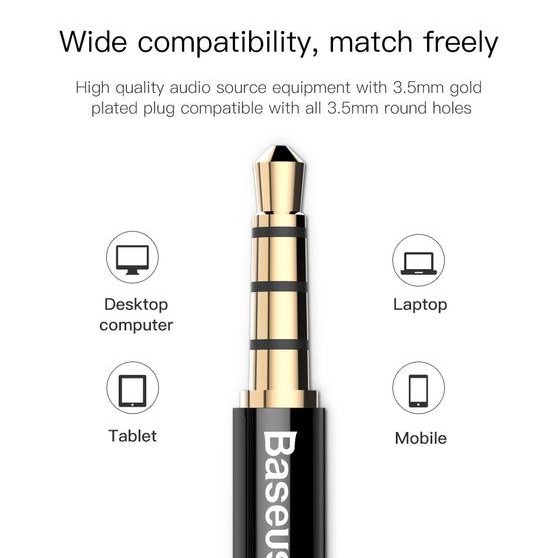 Wide compatibility, match freely
High quality audio source equipment with 3.5mm gold
plated plug compatible with all 3.5mm round holes
Desktop
computer
Laptop
Tablet
Mobile
Baseus